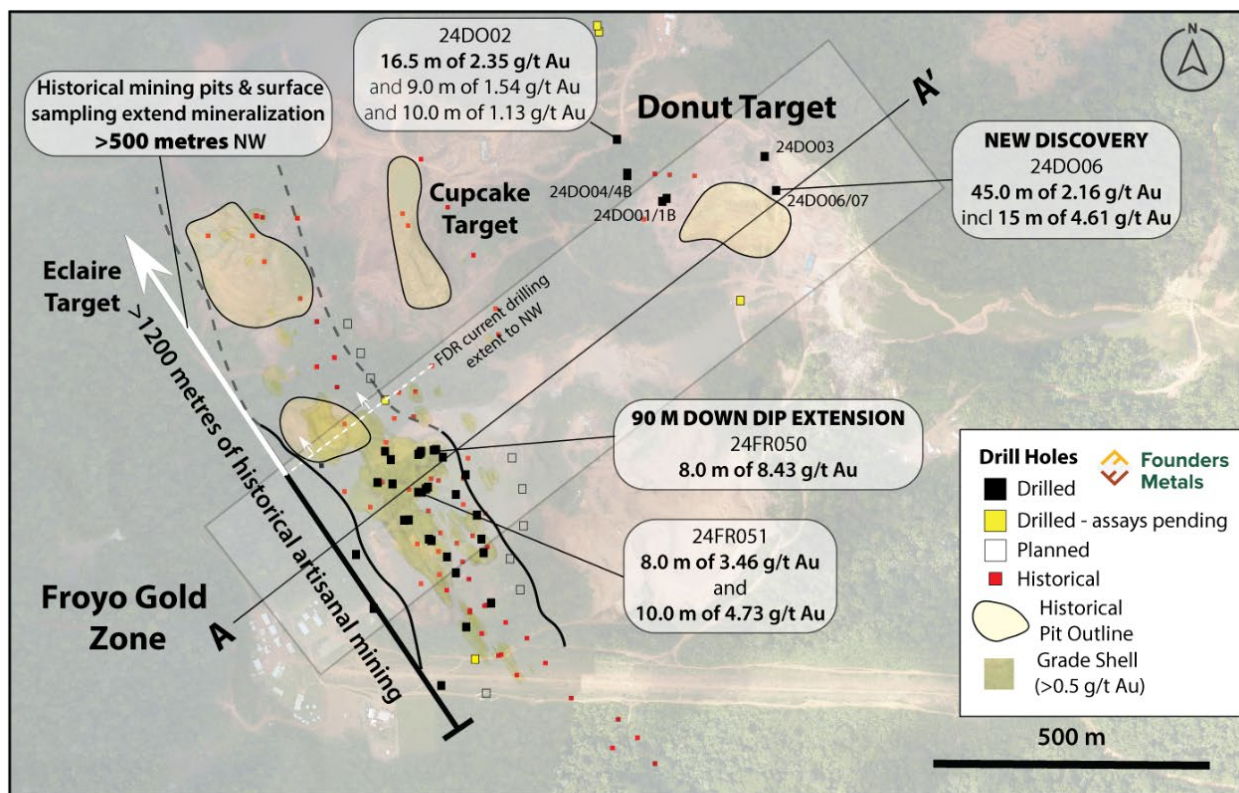 24DO02
16.5 m of 2.35 g/t Au
and 9.0 m of 1.54 g/t Au
and 10.0 m of 1.13 g/t Au
N
Historical mining pits & surface
sampling extend mineralization
>500 metres NW
Donut Target
A'
24DO03
NEW DISCOVERY
24DO06
45.0 m of 2.16 g/t Au
incl 15 m of 4.61 g/t Au
24DO04/4B
24DO01/1B
24DO06/07
Cupcake
Target
Eclaire
Target
>1200 metres of historical artisanal mining
FDR current drilling
extent to NW
90 M DOWN DIP EXTENSION
24FR050
8.0 m of 8.43 g/t Au
24FR051
8.0 m of 3.46 g/t Au
and
10.0 m of 4.73 g/t Au
Froyo Gold
Zone
A
Drill Holes
Founders
Metals
Drilled
Drilled - assays pending
Planned
Historical
Historical
Pit Outline
Grade Shell
(>0.5 g/t Au)
500 m